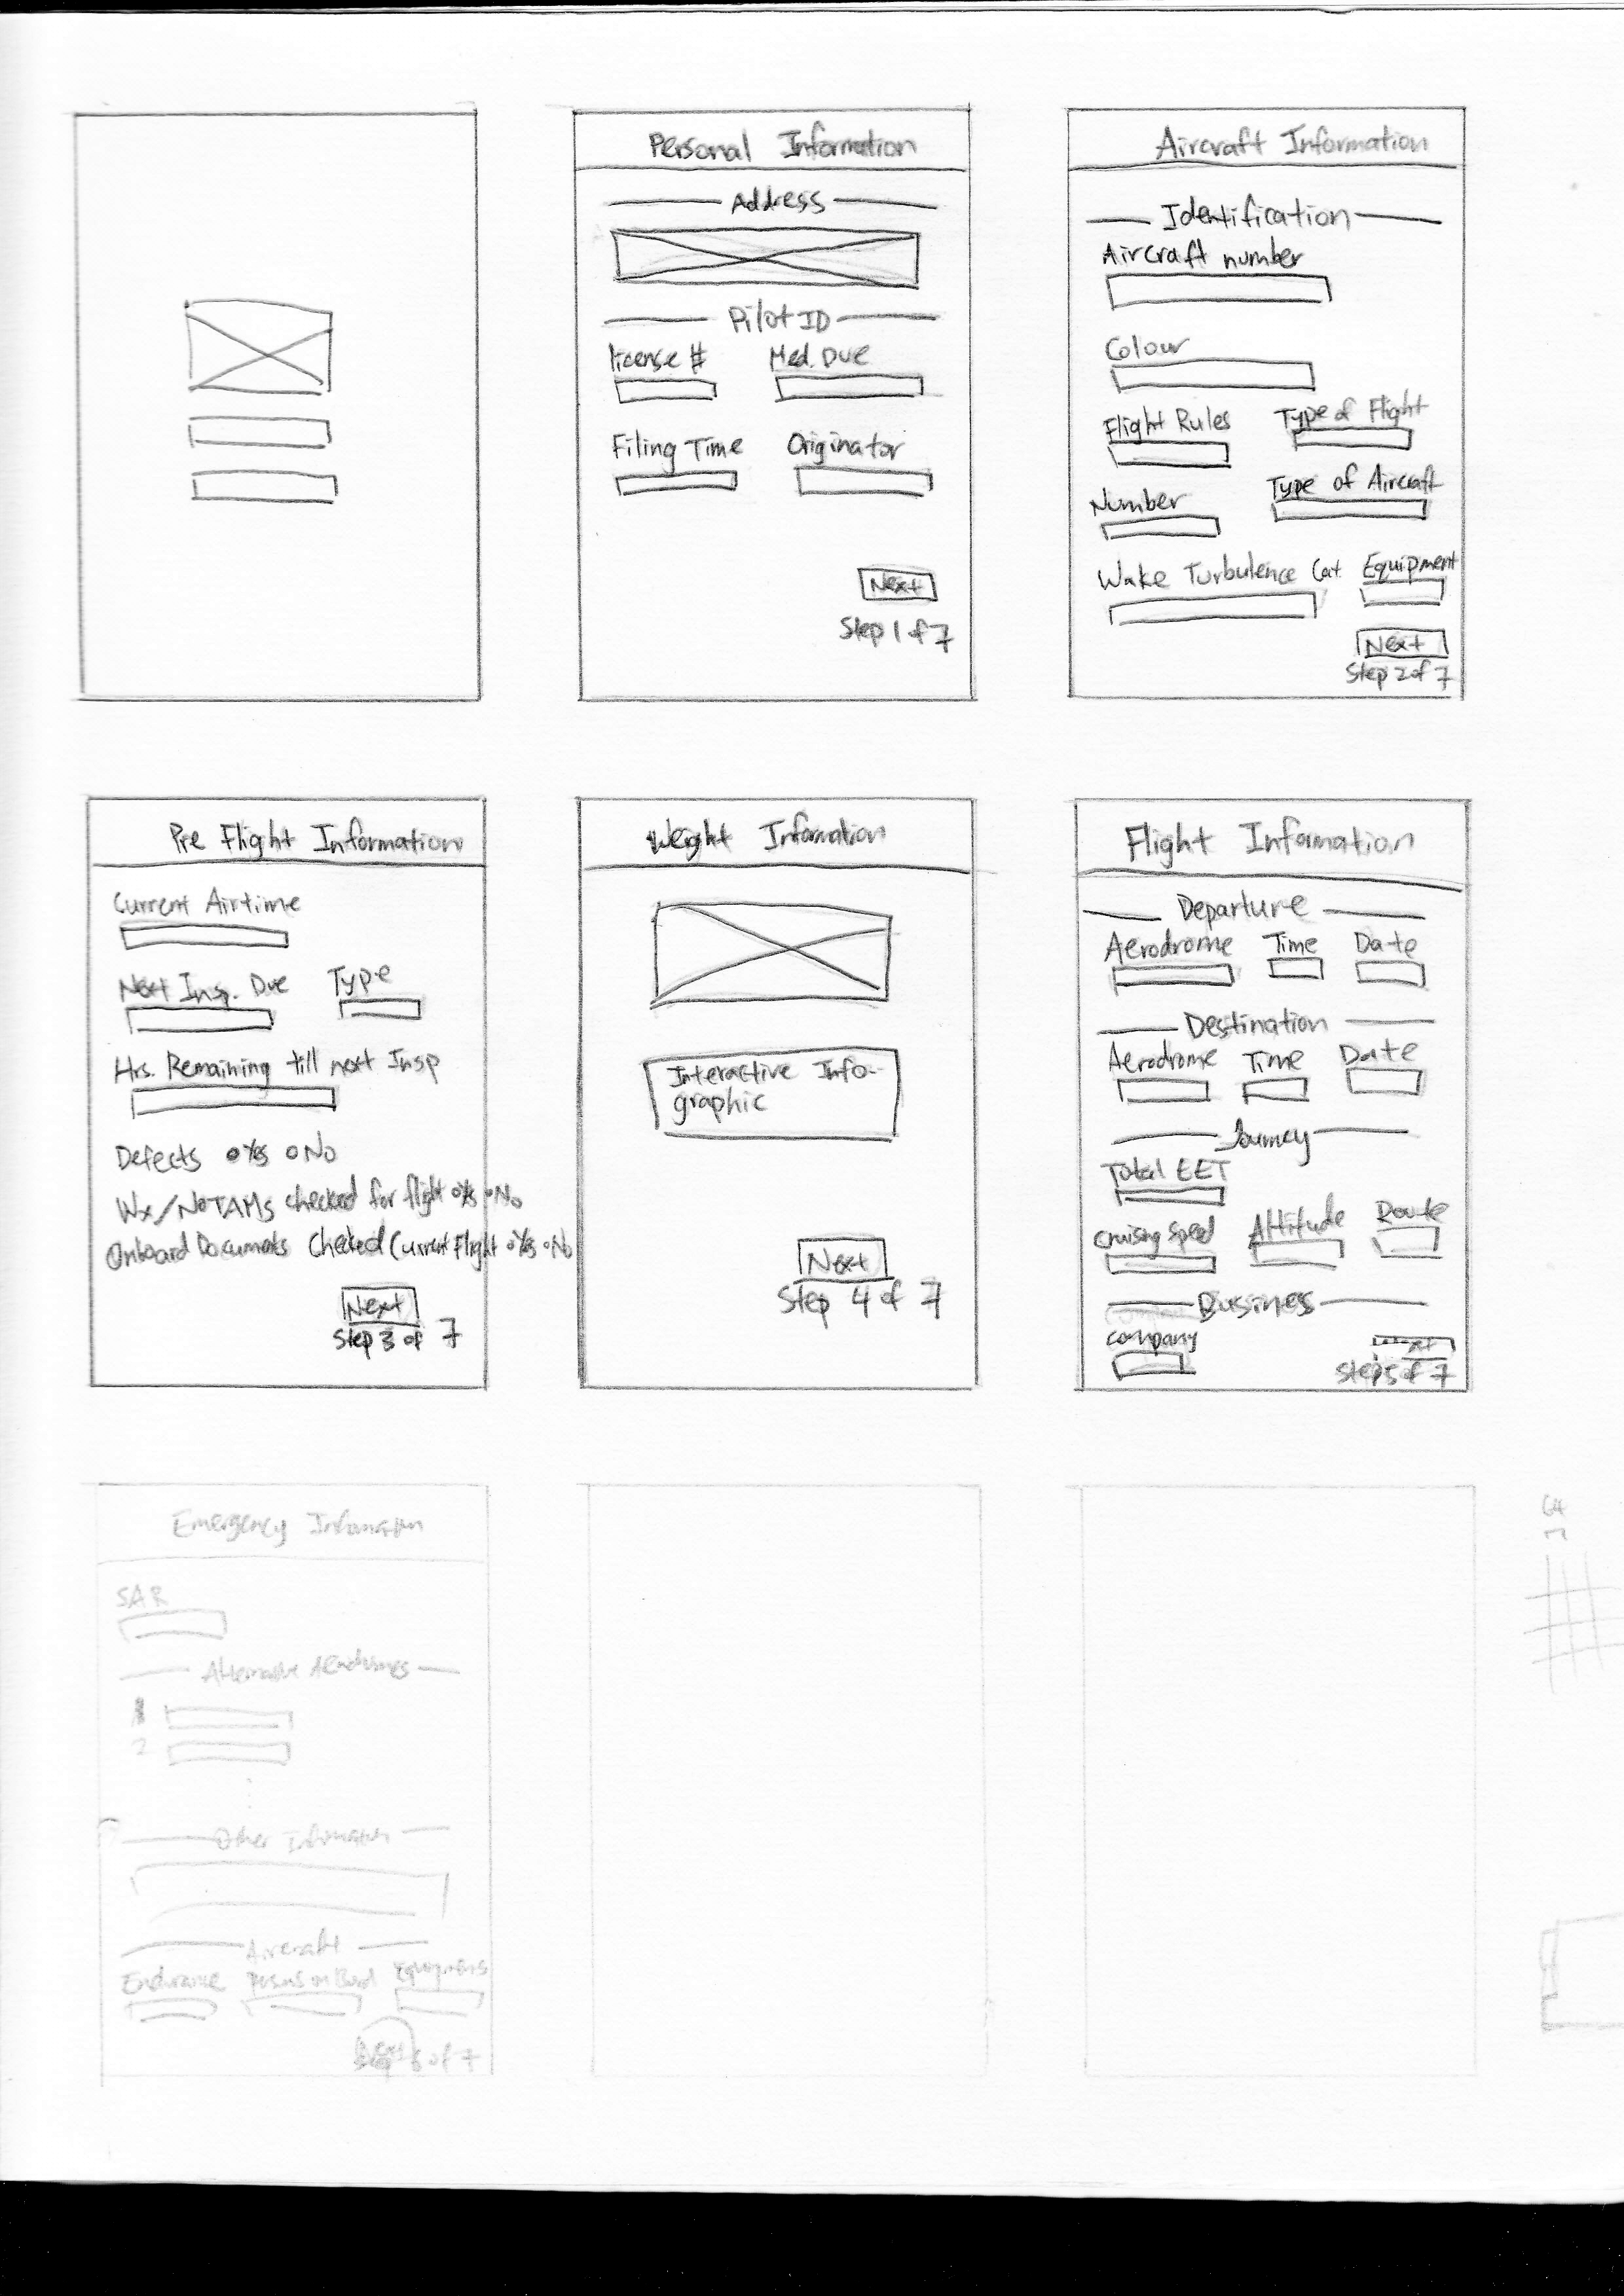 Personal Information
Address
Pilot ID
license # Med. Due
Filing Time Originator
Next
Step 1 of 7
Aircraft Information
Identification
Aircraft number
Colour
Flight Rules Type of Flight
Number Type of Aircraft
Wake Turbulence Cat. Equipment
Next
Step 2 of 7
Pre Flight Information
Current Airtime
Next Insp. Due Type
Hrs. Remaining till next Insp
Defects o Yes o No
Wx/NOTAMs checked for flight o Yes o No
Onboard Documents Checked Current Flight o Yes o No
Next
Step 3 of 7
Weight Information
Interactive Info-
graphic
Next
Step 4 of 7
Flight Infomation
Departure
Aerodrome Time Date
Destination
Aerodrome Time Date
Journey
Total EET
Cruising Speed Altitude Route
Business
Company
Step 5 of 7
Emergency Infomation
SAR
Alternative Aerodromes
1
2
Other Information
Aircraft
Endurance Persons on Board
Next
Step 6 of 7